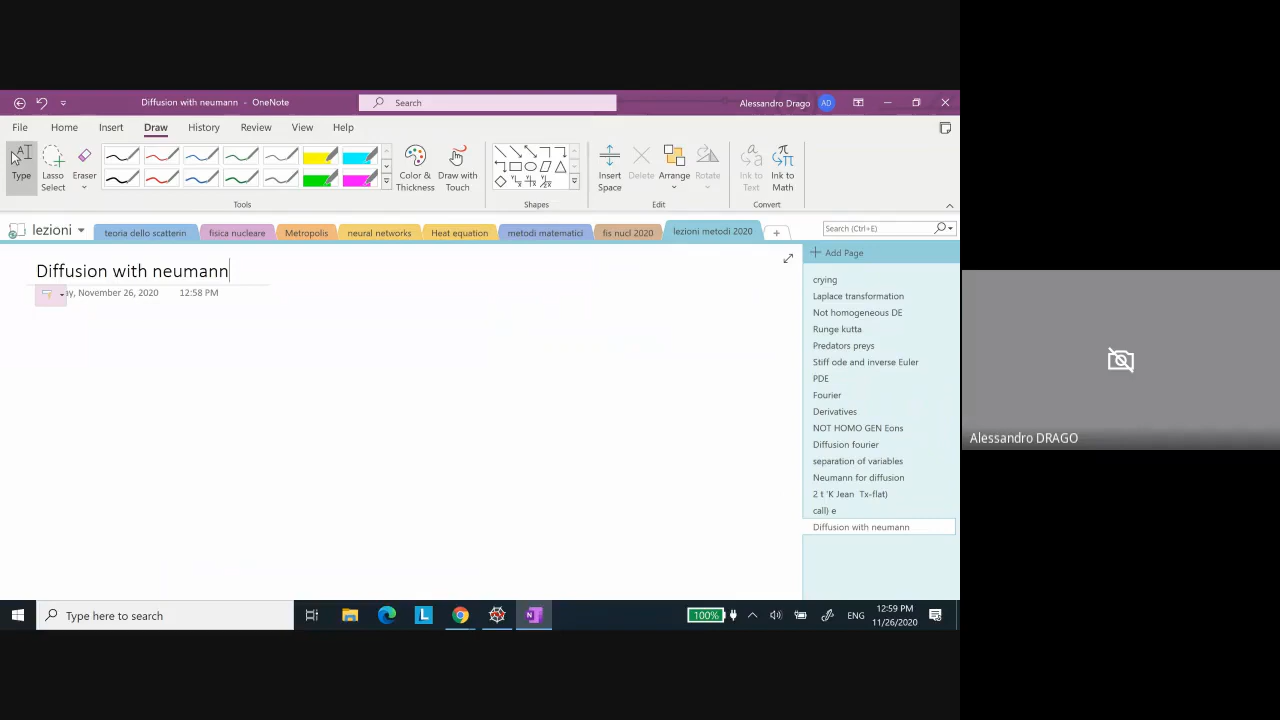 Diffusion with neumann - OneNote
Search
Alessandro Drago
AD
File Home Insert Draw History Review View Help
Type
Lasso Select
Eraser
Color & Thickness
Draw with Touch
Insert Space
Delete
Arrange
Rotate
Ink to Text
Ink to Math
Tools
Shapes
Edit
Convert
lezioni
teoria dello scatterin
fisica nucleare
Metropolis
neural networks
Heat equation
metodi matematici
fis nucl 2020
lezioni metodi 2020
Search (Ctrl+E)
Diffusion with neumann
ay, November 26, 2020 12:58 PM
Add Page
crying
Laplace transformation
Not homogeneous DE
Runge kutta
Predators preys
Stiff ode and inverse Euler
PDE
Fourier
Derivatives
NOT HOMO GEN Eons
Diffusion fourier
separation of variables
Neumann for diffusion
2 t 'K Jean Tx-flat)
call) e
Diffusion with neumann
Alessandro DRAGO
Type here to search
100%
ENG
12:59 PM
11/26/2020